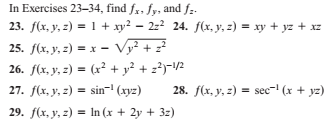 In Exercises 23–34, find fx, fy, and fz.
23. f(x, y, z) = 1 + xy² − 2z² 24. f(x, y, z) = xy + yz + xz
25. f(x, y, z) = x − √(y² + z²)
26. f(x, y, z) = (x² + y² + z²)^(−1/2)
27. f(x, y, z) = sin⁻¹ (xyz) 28. f(x, y, z) = sec⁻¹ (x + yz)
29. f(x, y, z) = ln (x + 2y + 3z)